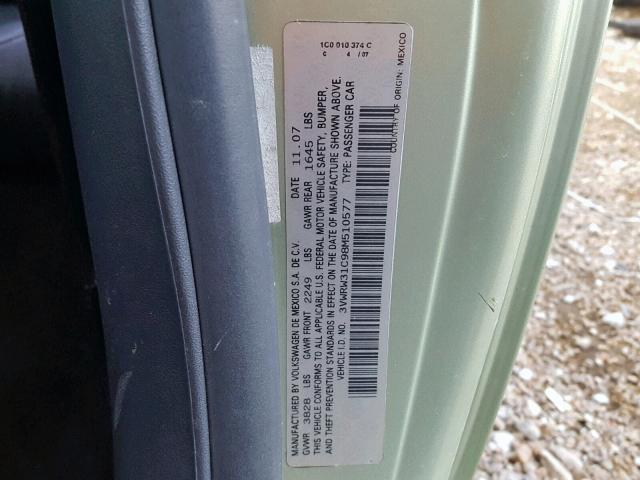 1C0 010 374 C
C 4 /07
MANUFACTURED BY VOLKSWAGEN DE MEXICO S.A. DE C.V. DATE 11.07
GVWR 3828 LBS GAWR FRONT 2249 LBS GAWR REAR 1645 LBS
THIS VEHICLE CONFORMS TO ALL APPLICABLE U.S. FEDERAL MOTOR VEHICLE SAFETY, BUMPER,
AND THEFT PREVENTION STANDARDS IN EFFECT ON THE DATE OF MANUFACTURE SHOWN ABOVE.
VEHICLE I.D. NO. 3VWRW31C98M510577 TYPE: PASSENGER CAR
COUNTRY OF ORIGIN: MEXICO